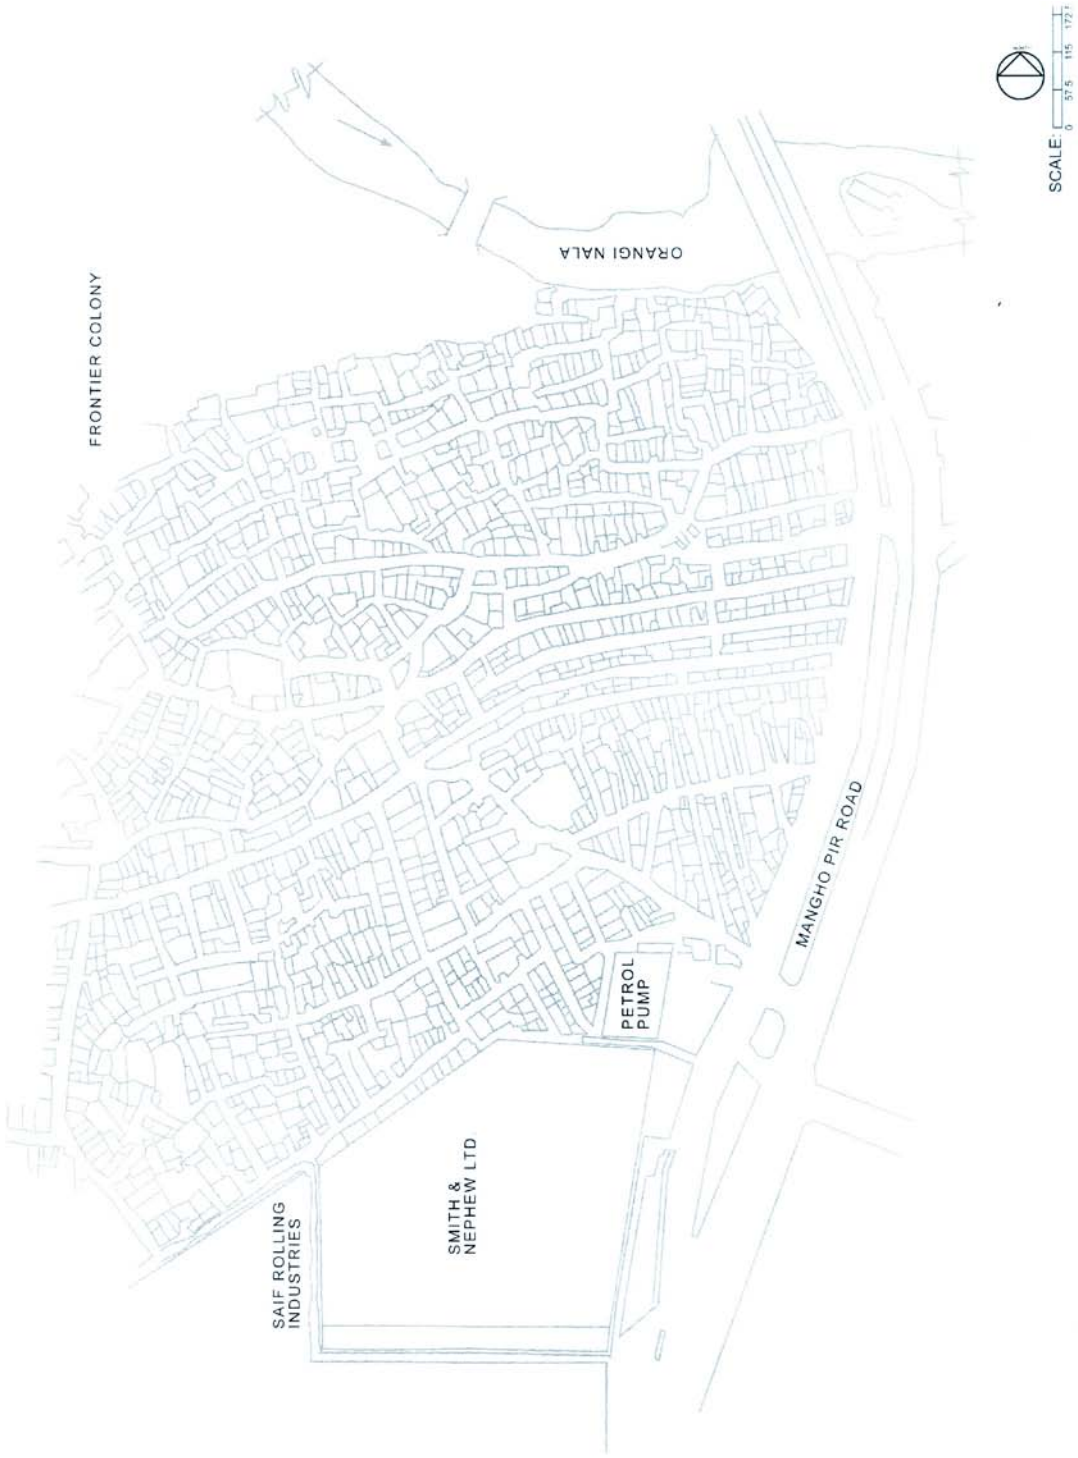 FRONTIER COLONY
ORANGI NALA
MANGHO PIR ROAD
PETROL
PUMP
SMITH &
NEPHEW LTD
SAIF ROLLING
INDUSTRIES
SCALE:
0 57.5 115